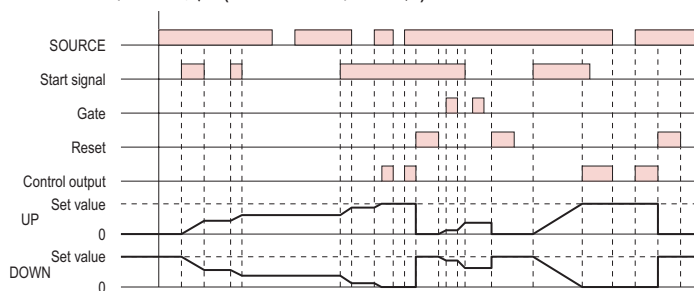 SOURCE
Start signal
Gate
Reset
Control output
Set value
UP
0
Set value
DOWN
0